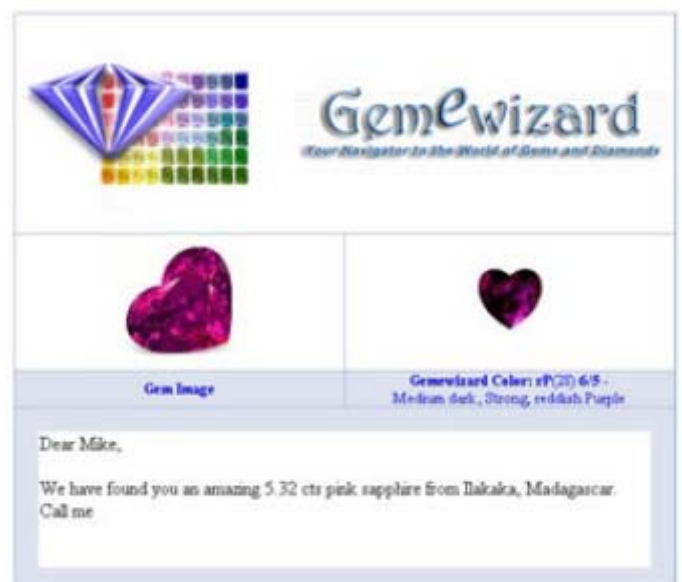 Gemewizard
Your Navigator to the World of Gems and Diamonds
Gem Image
Gemewizard Color: rP(28) 6/5 -
Medium dark, Strong, reddish Purple
Dear Mike,
We have found you an amazing 5.32 cts pink sapphire from Ilakaka, Madagascar.
Call me